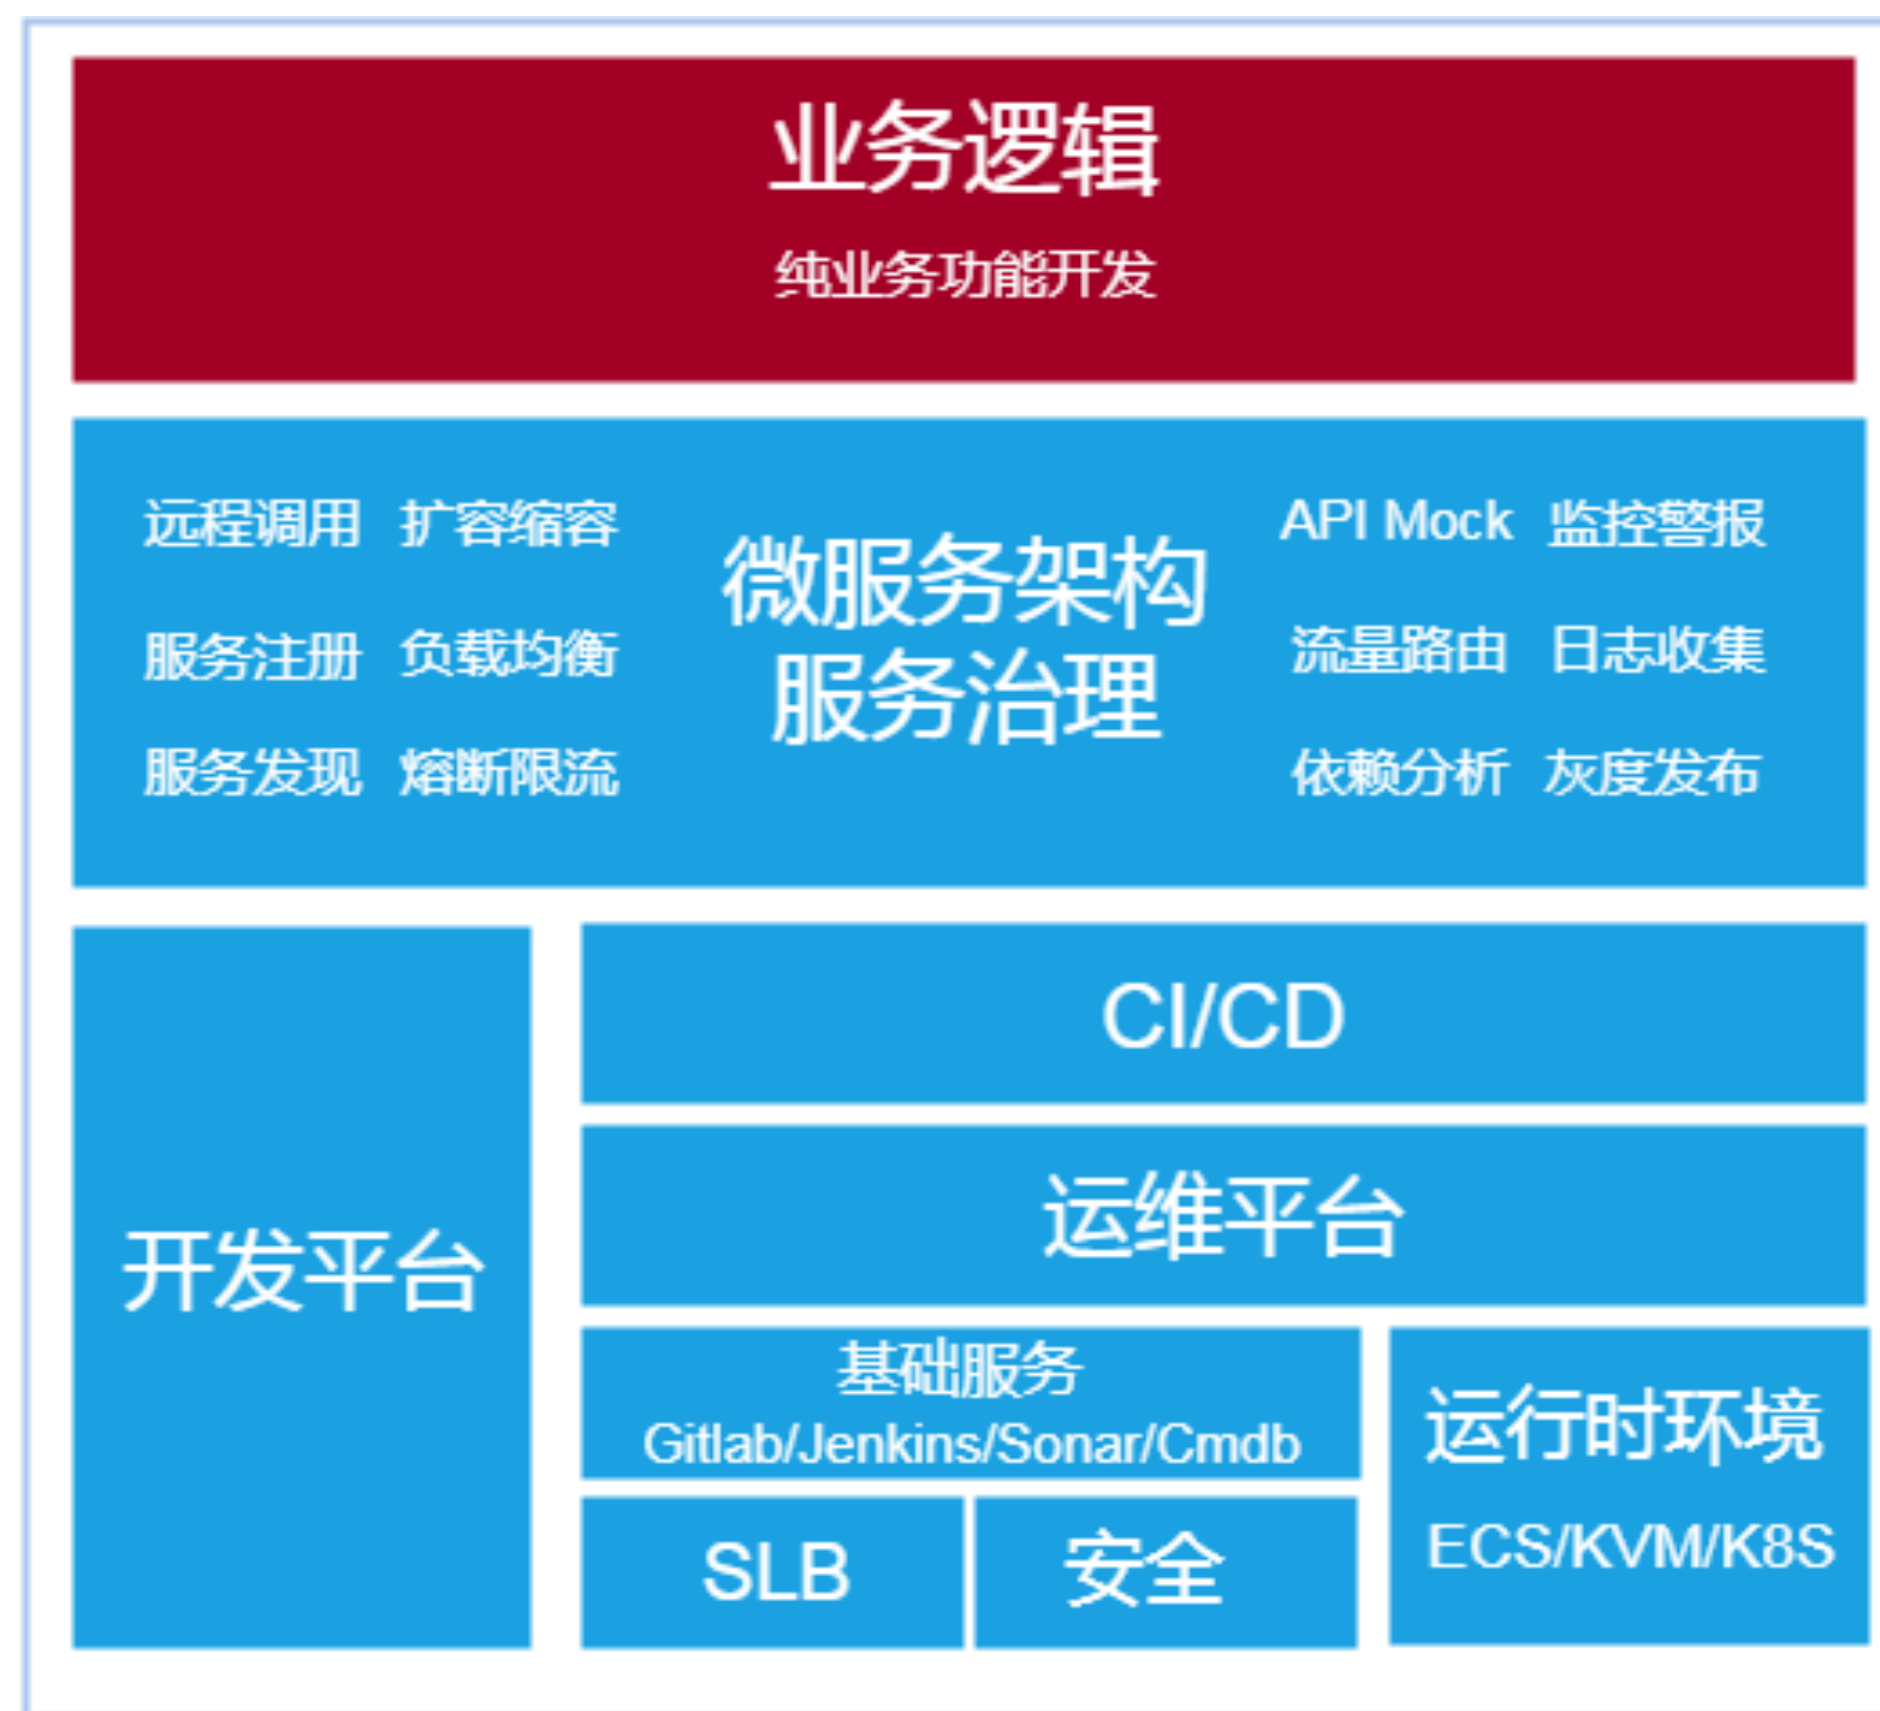 业务逻辑
纯业务功能开发
远程调用 扩容缩容
服务注册 负载均衡
服务发现 熔断限流
微服务架构
服务治理
API Mock 监控警报
流量路由 日志收集
依赖分析 灰度发布
开发平台
CI/CD
运维平台
基础服务
Gitlab/Jenkins/Sonar/Cmdb
SLB
安全
运行时环境
ECS/KVM/K8S